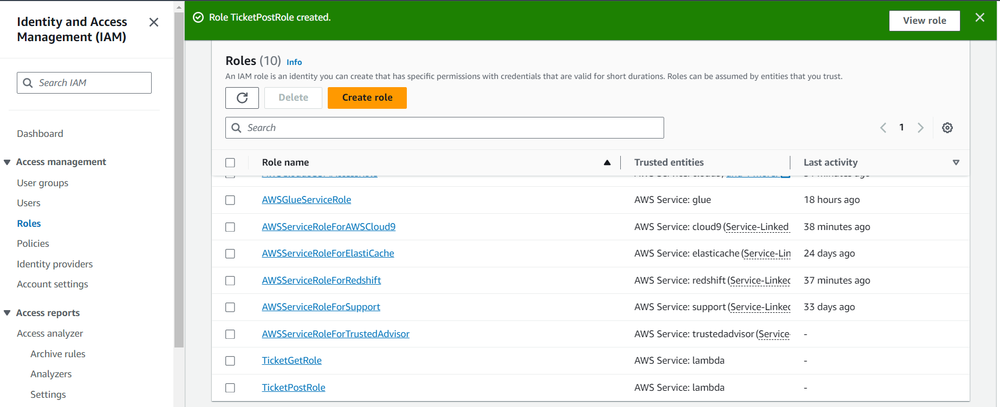 Identity and Access
Management (IAM)
Search IAM
Dashboard
Access management
User groups
Users
Roles
Policies
Identity providers
Account settings
Access reports
Access analyzer
Archive rules
Analyzers
Settings
Role TicketPostRole created.
View role
Roles (10) Info
An IAM role is an identity you can create that has specific permissions with credentials that are valid for short durations. Roles can be assumed by entities that you trust.
Delete
Create role
Search
1
Role name Trusted entities Last activity
AWSGlueServiceRole AWS Service: glue 18 hours ago
AWSServiceRoleForAWSCloud9 AWS Service: cloud9 (Service-Linked 38 minutes ago
AWSServiceRoleForElastiCache AWS Service: elasticache (Service-Lin 24 days ago
AWSServiceRoleForRedshift AWS Service: redshift (Service-Linked 37 minutes ago
AWSServiceRoleForSupport AWS Service: support (Service-Linked 33 days ago
AWSServiceRoleForTrustedAdvisor AWS Service: trustedadvisor (Service- -
TicketGetRole AWS Service: lambda -
TicketPostRole AWS Service: lambda -